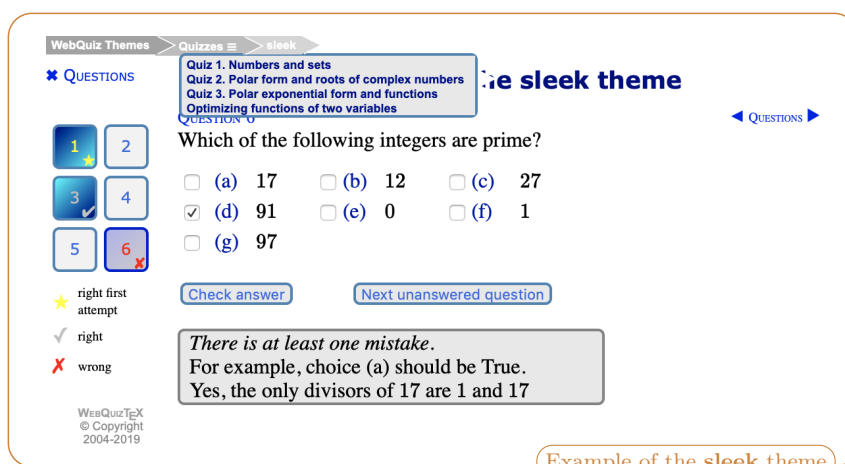 WebQuiz Themes Quizzes ☰ sleek
✖ QUESTIONS
Quiz 1. Numbers and sets
Quiz 2. Polar form and roots of complex numbers
Quiz 3. Polar exponential form and functions
Optimizing functions of two variables
e sleek theme
QUESTION 6
◀ QUESTIONS ▶
Which of the following integers are prime?
1 2
3 4
5 6
(a) 17 (b) 12 (c) 27
(d) 91 (e) 0 (f) 1
(g) 97
Check answer Next unanswered question
right first
attempt
right
wrong
There is at least one mistake.
For example, choice (a) should be True.
Yes, the only divisors of 17 are 1 and 17
WEBQUIZTEX
© Copyright
2004-2019
Example of the sleek theme